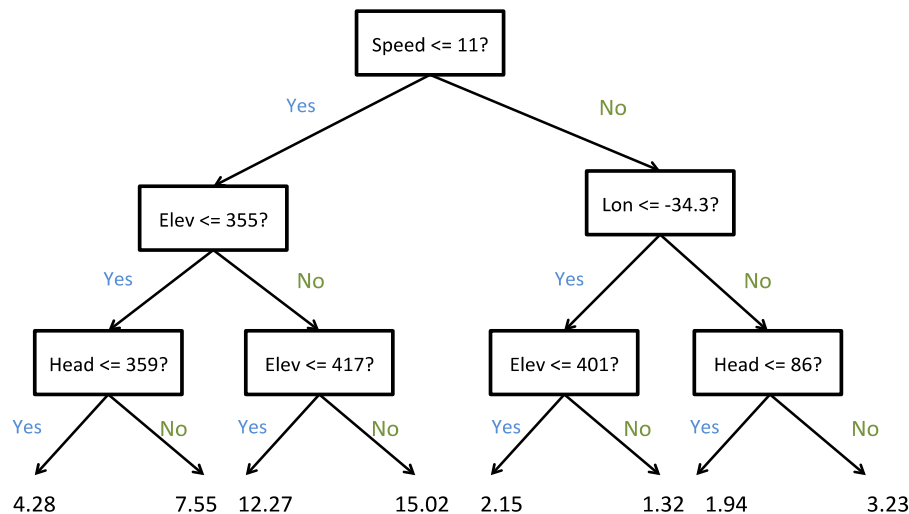 Speed <= 11?
Yes
No
Elev <= 355?
Lon <= -34.3?
Yes
No
Yes
No
Head <= 359?
Elev <= 417?
Elev <= 401?
Head <= 86?
Yes
No
Yes
No
Yes
No
Yes
No
4.28
7.55
12.27
15.02
2.15
1.32
1.94
3.23